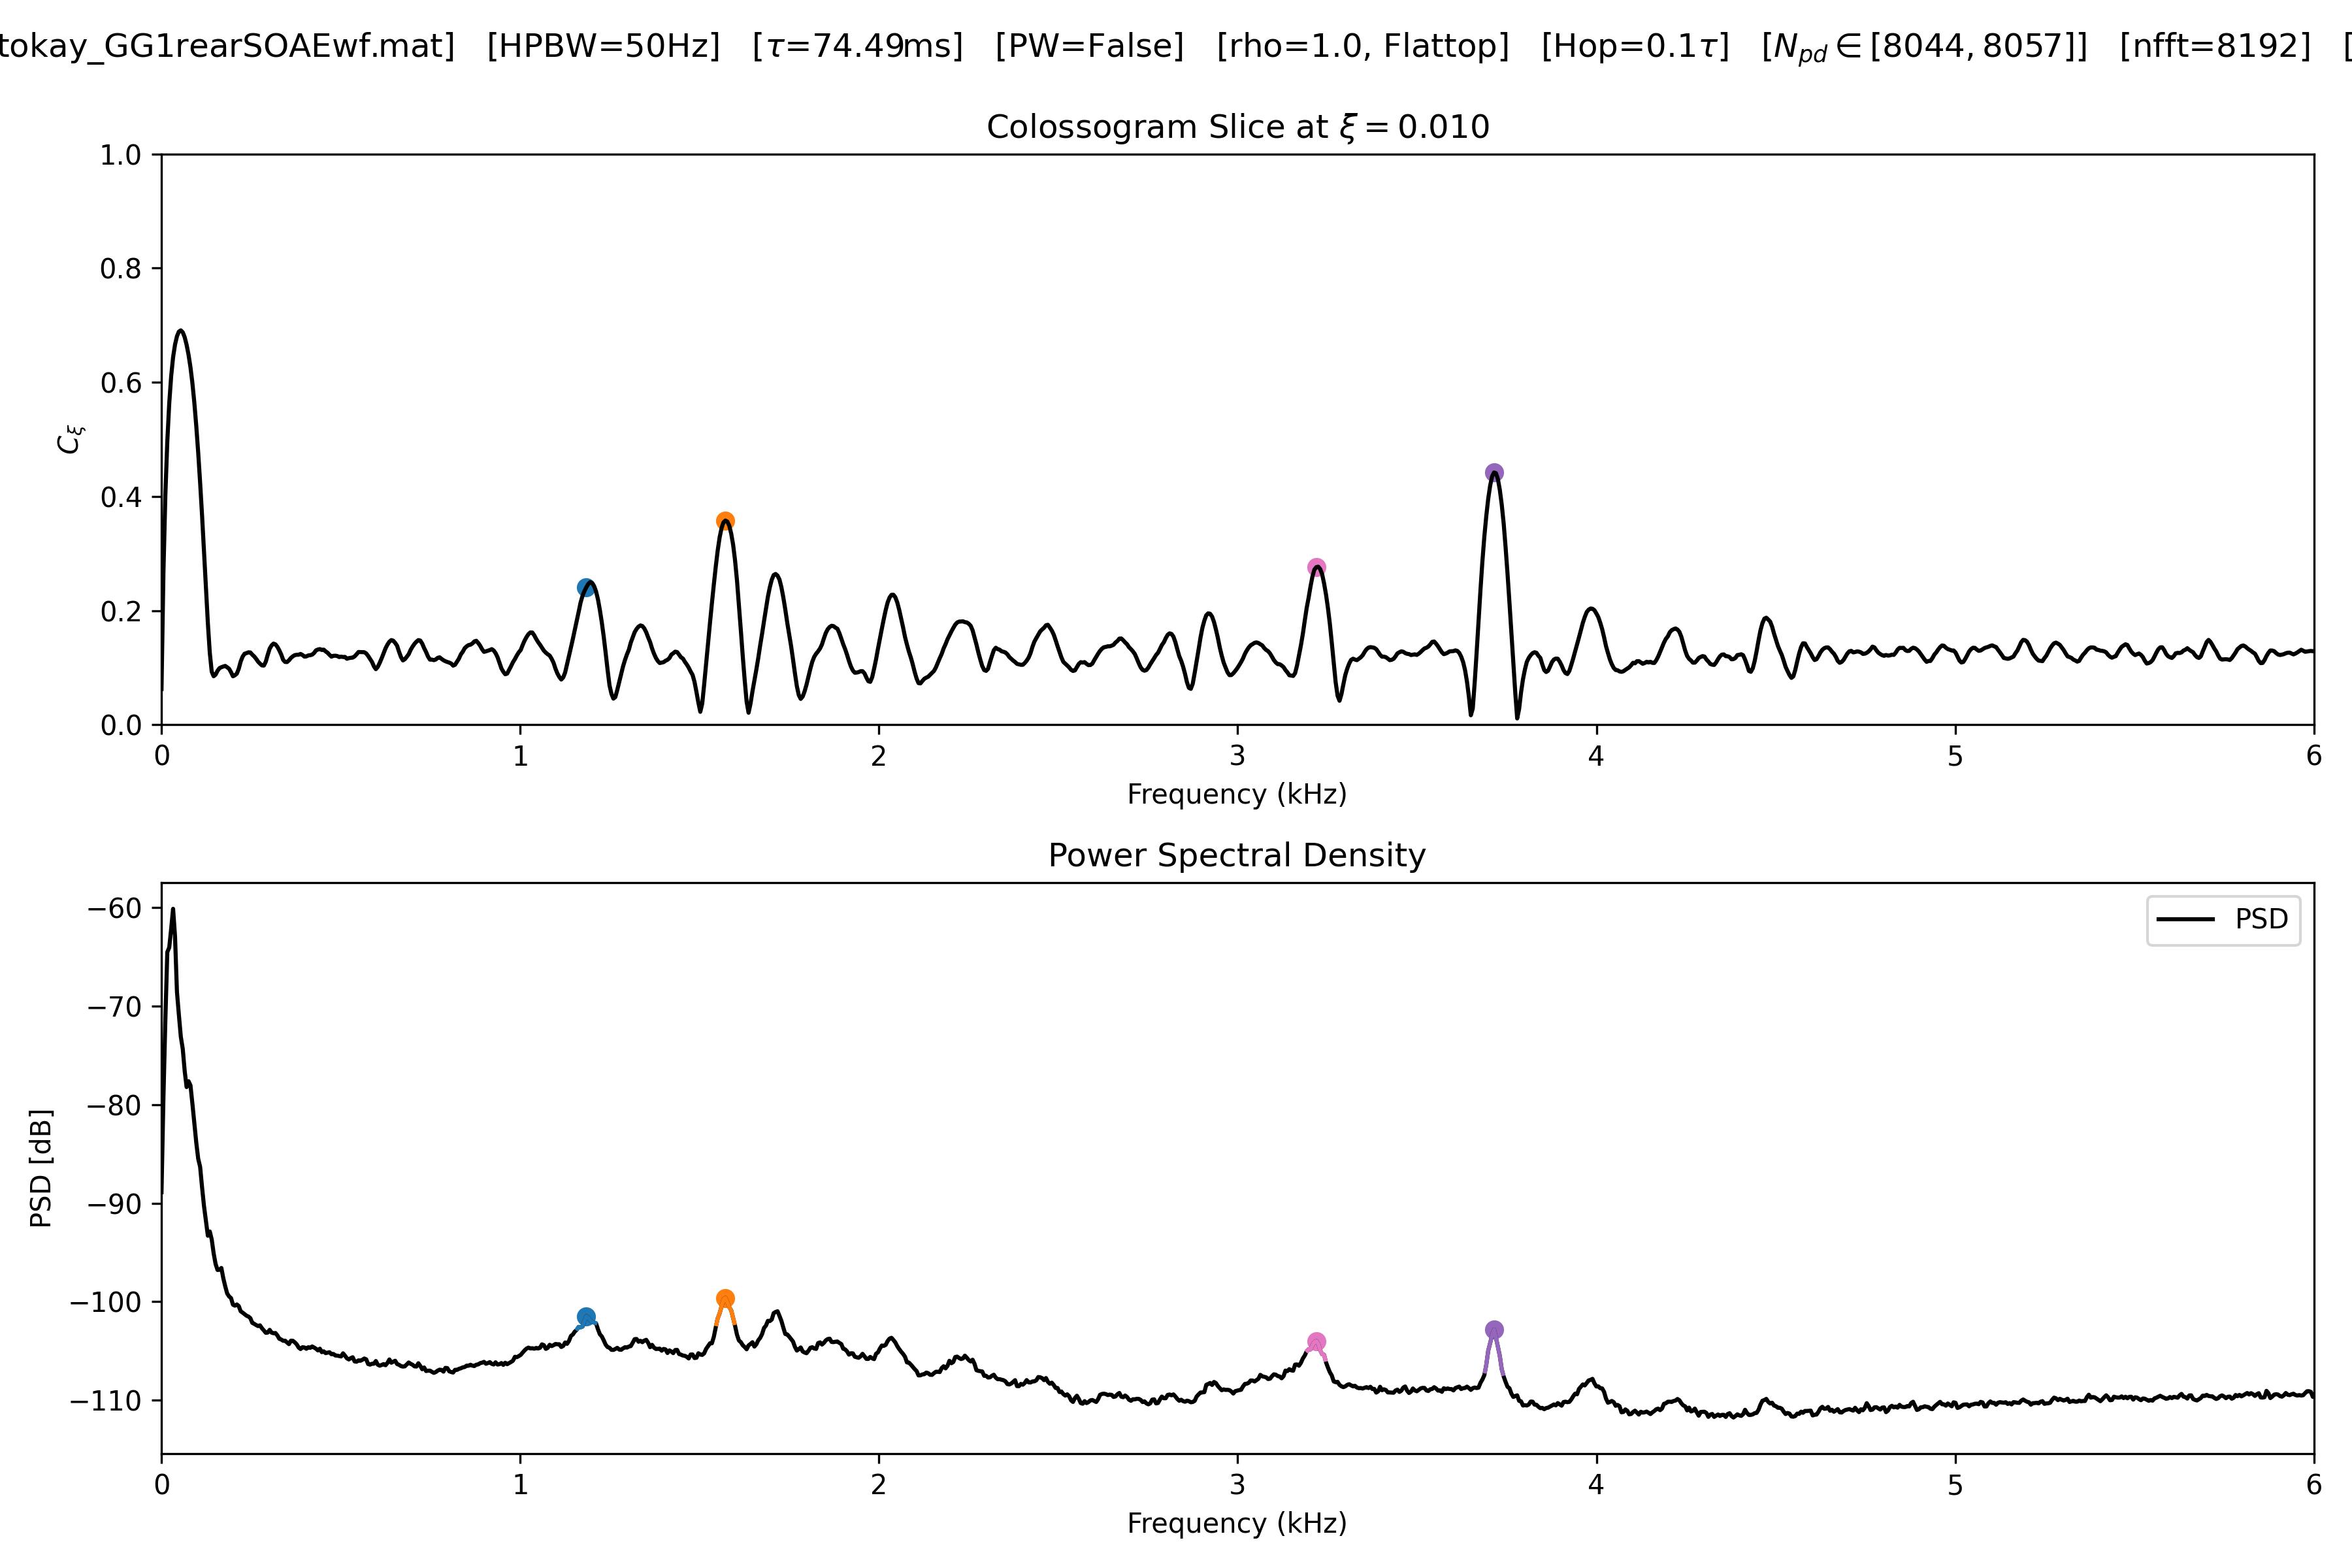 tokay_GG1rearSOAEwf.mat] [HPBW=50Hz] [τ=74.49ms] [PW=False] [rho=1.0, Flattop] [Hop=0.1τ] [N_pd ∈ [8044, 8057]] [nfft=8192] [
Colossogram Slice at ξ = 0.010
1.0
0.8
0.6
0.4
0.2
0.0
C_ξ
0 1 2 3 4 5 6
Frequency (kHz)
Power Spectral Density
PSD
−60
−70
−80
−90
−100
−110
PSD [dB]
0 1 2 3 4 5 6
Frequency (kHz)